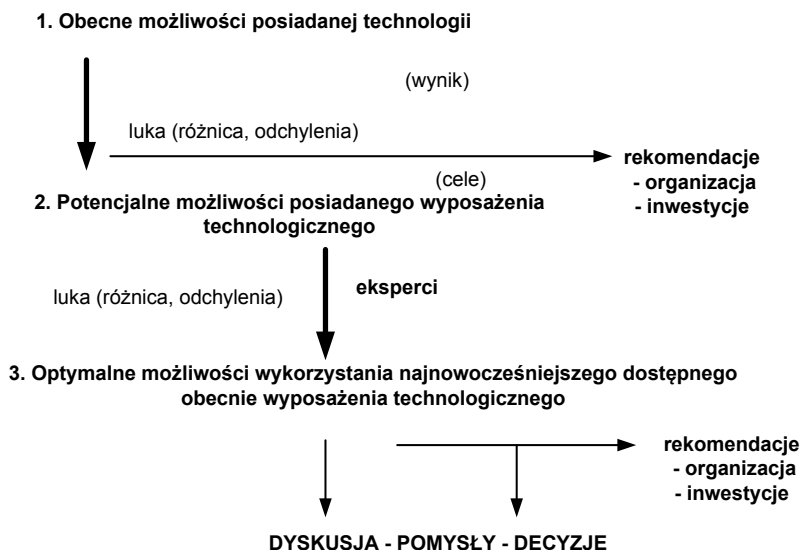 1. Obecne możliwości posiadanej technologii
(wynik)
luka (różnica, odchylenia)
rekomendacje
- organizacja
- inwestycje
(cele)
2. Potencjalne możliwości posiadanego wyposażenia
technologicznego
luka (różnica, odchylenia)
eksperci
3. Optymalne możliwości wykorzystania najnowocześniejszego dostępnego
obecnie wyposażenia technologicznego
rekomendacje
- organizacja
- inwestycje
DYSKUSJA - POMYSŁY - DECYZJE